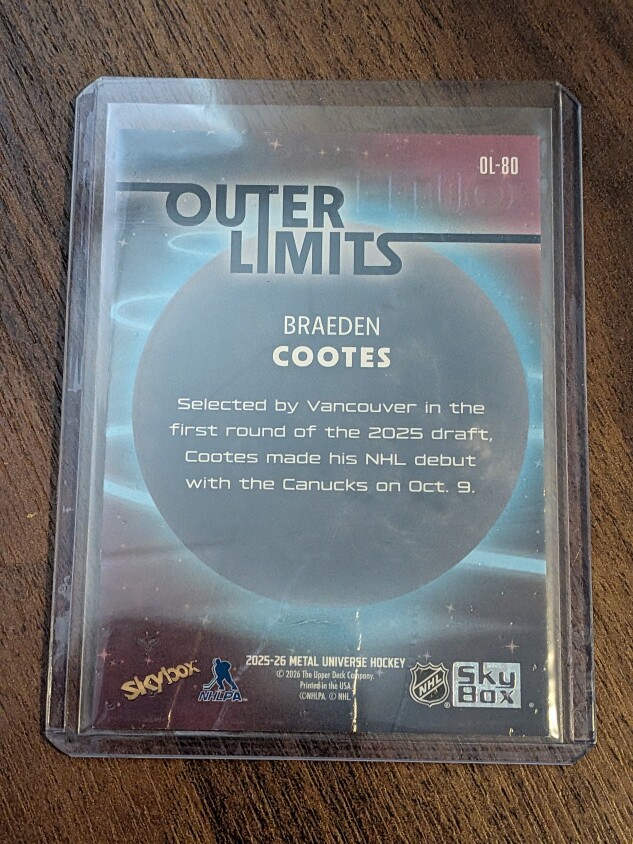 OL-80
OUTER
LIMITS
BRAEDEN
COOTES
Selected by Vancouver in the
first round of the 2025 draft,
Cootes made his NHL debut
with the Canucks on Oct. 9.
2025-26 METAL UNIVERSE HOCKEY
© 2026 The Upper Deck Company.
Printed in the USA.
©NHLPA, © NHL.
skybox
NHLPA
NHL
Sky
Box